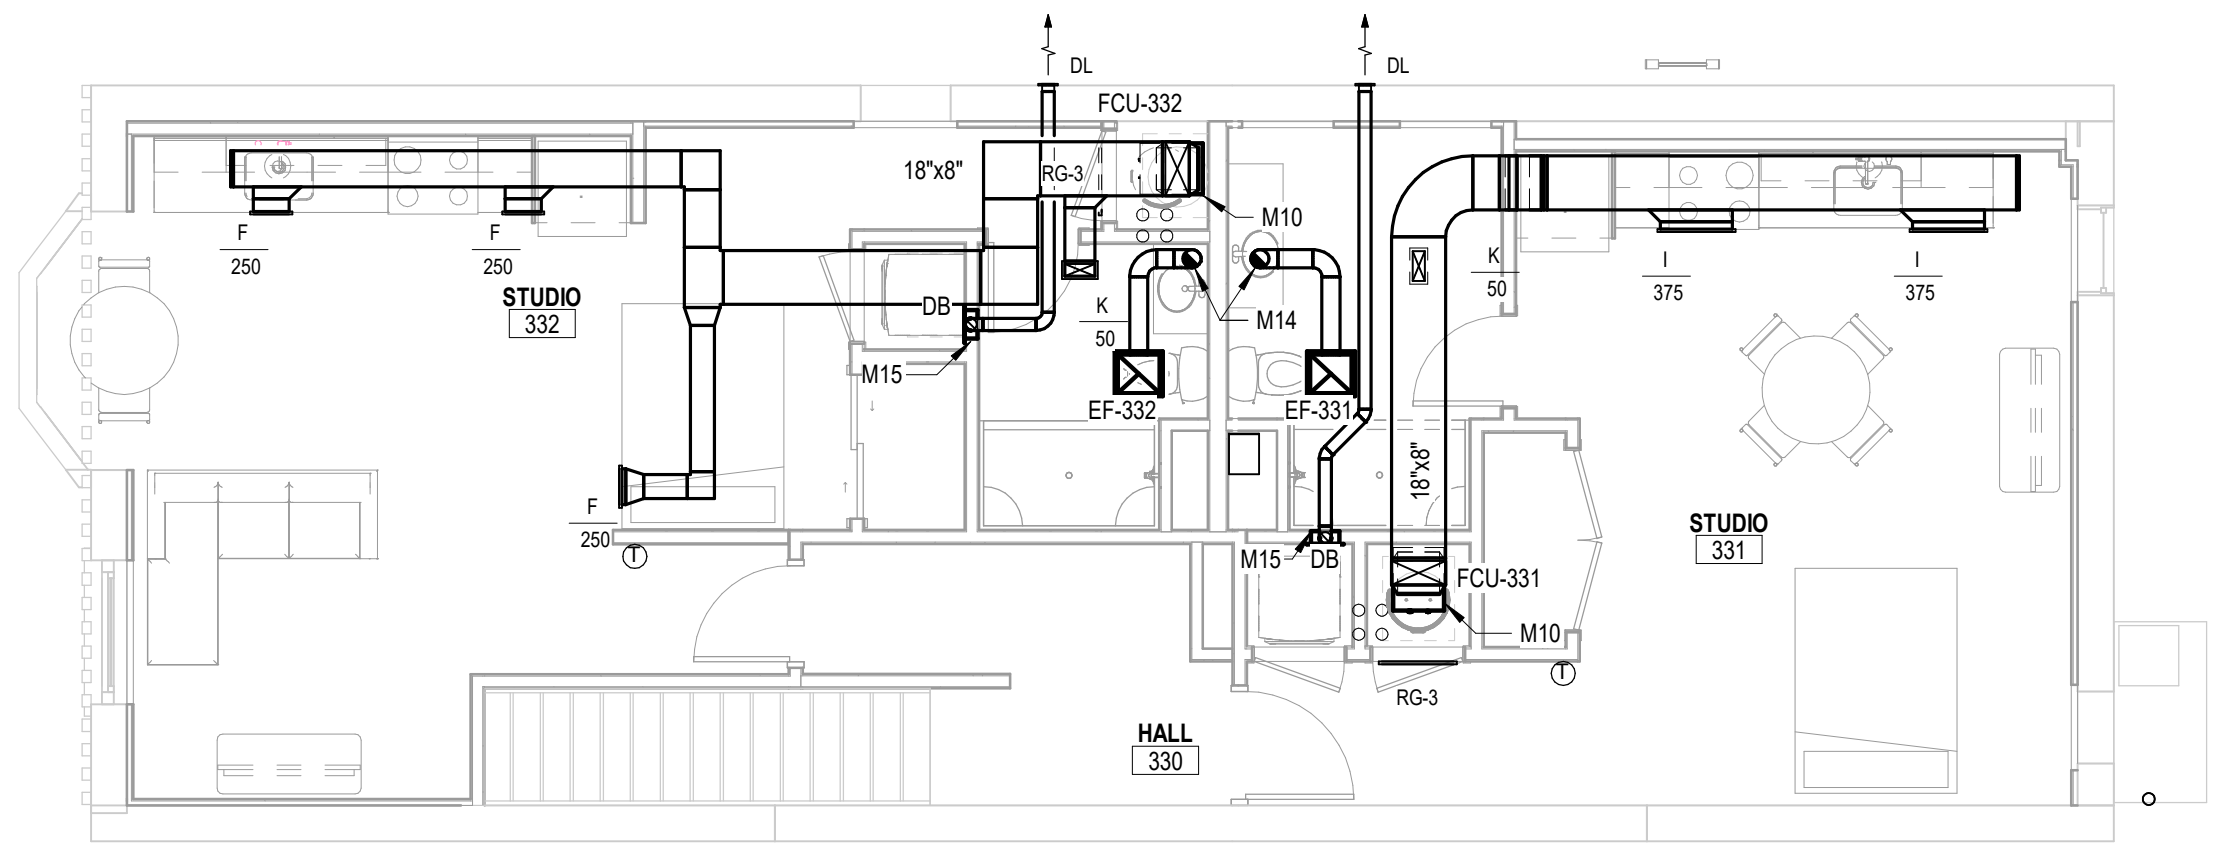 DL
DL
FCU-332
18"x8"
RG-3
M10
F
250
F
250
K
50
I
375
I
375
STUDIO
332
DB
K
50
M14
M15
EF-332
EF-331
18"x8"
F
250
T
STUDIO
331
M15
DB
FCU-331
M10
T
RG-3
HALL
330